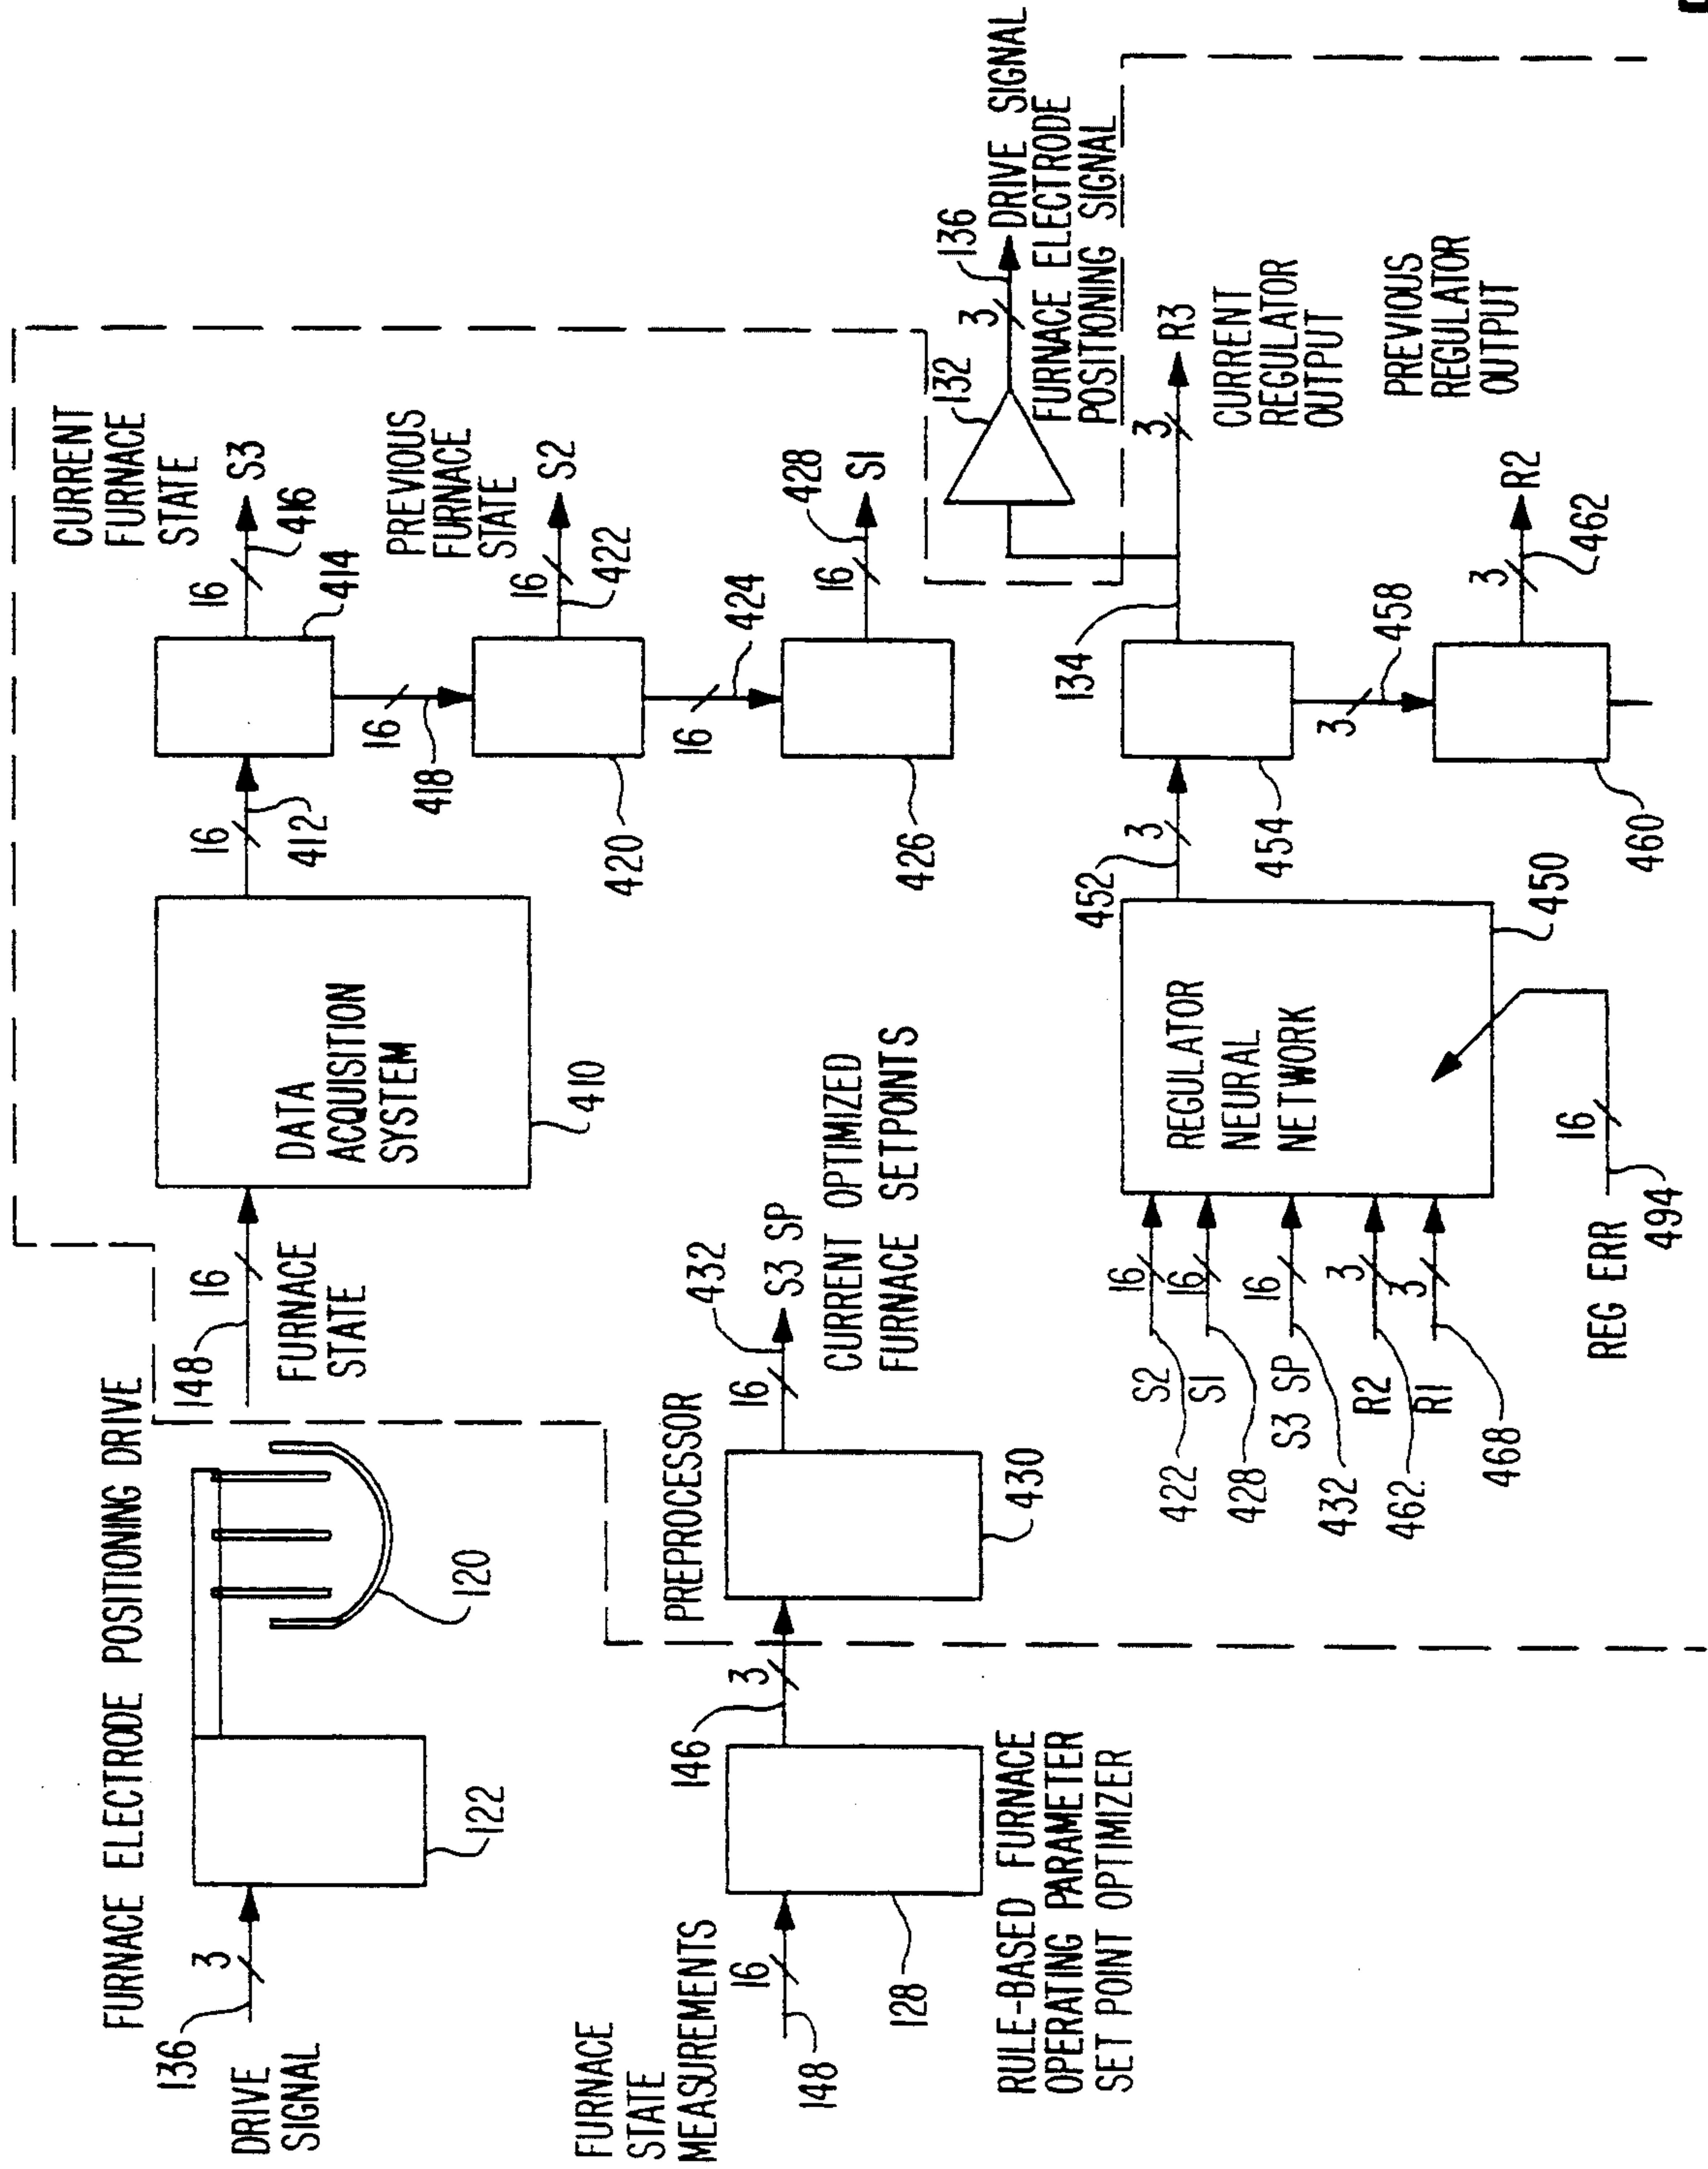 FURNACE ELECTRODE POSITIONING DRIVE
136
3
DRIVE
SIGNAL
122
120
148
16
FURNACE
STATE
DATA
ACQUISITION
SYSTEM
410
16
412
414
CURRENT
FURNACE
STATE
16
S3
416
16
418
PREVIOUS
FURNACE
STATE
16
S2
422
420
16
424
16
S1
428
426
FURNACE
STATE
MEASUREMENTS
16
148
128
RULE-BASED FURNACE
OPERATING PARAMETER
SET POINT OPTIMIZER
146
3
PREPROCESSOR
430
16
432
S3 SP
CURRENT OPTIMIZED
FURNACE SETPOINTS
132
3
136
DRIVE SIGNAL
FURNACE ELECTRODE
POSITIONING SIGNAL
16
S2
422
16
S1
428
16
S3 SP
432
3
R2
462
3
R1
468
REGULATOR
NEURAL
NETWORK
450
REG ERR
16
494
452
3
454
134
3
R3
CURRENT
REGULATOR
OUTPUT
3
458
460
3
R2
462
PREVIOUS
REGULATOR
OUTPUT